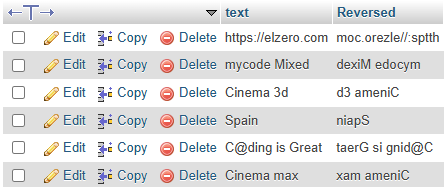 text Reversed
Edit Copy Delete https://elzero.com moc.orezle//:sptth
Edit Copy Delete mycode Mixed dexiM edocym
Edit Copy Delete Cinema 3d d3 ameniC
Edit Copy Delete Spain niapS
Edit Copy Delete C@ding is Great taerG si gnid@C
Edit Copy Delete Cinema max xam ameniC